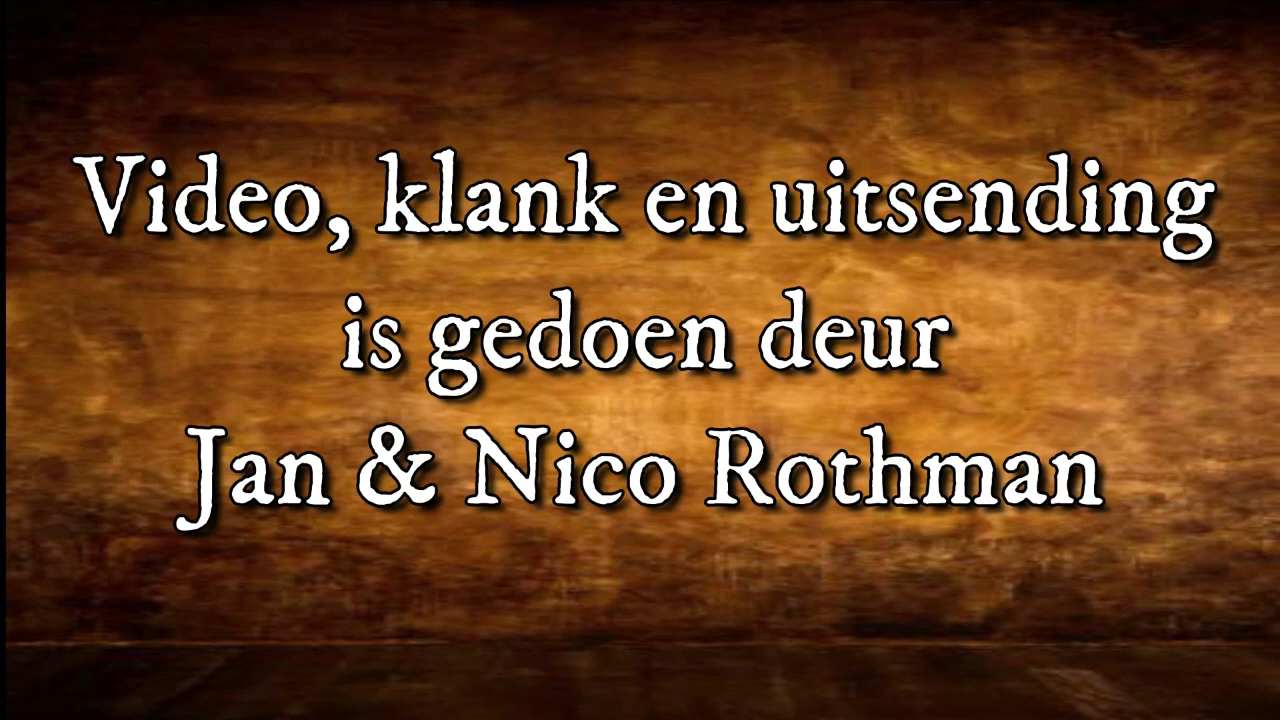 Video, klank en uitsending
is gedoen deur
Jan & Nico Rothman